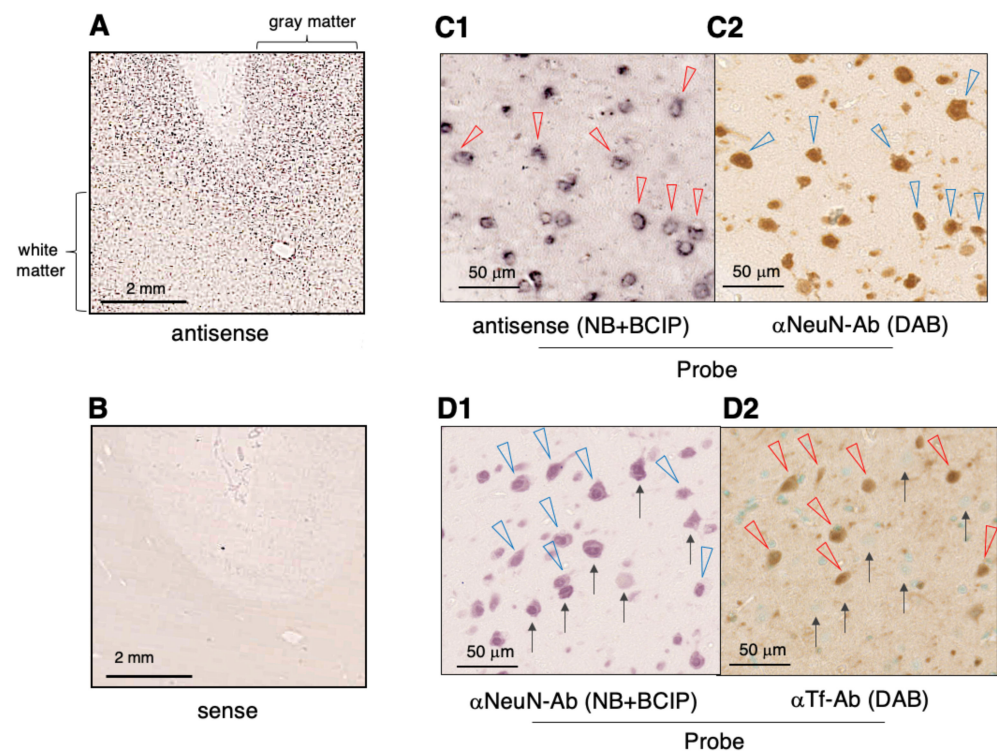 A
gray matter
white
matter
2 mm
antisense
B
2 mm
sense
C1
C2
50 μm
50 μm
antisense (NB+BCIP)
αNeuN-Ab (DAB)
Probe
D1
D2
50 μm
50 μm
αNeuN-Ab (NB+BCIP)
αTf-Ab (DAB)
Probe